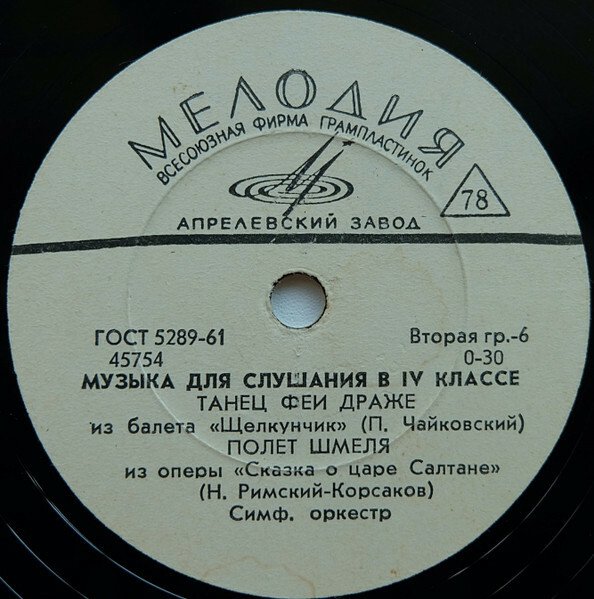 МЕЛОДИЯ
ВСЕСОЮЗНАЯ ФИРМА ГРАМПЛАСТИНОК
78
АПРЕЛЕВСКИЙ ЗАВОД
ГОСТ 5289-61 Вторая гр.-6
45754 0-30
МУЗЫКА ДЛЯ СЛУШАНИЯ В IV КЛАССЕ
ТАНЕЦ ФЕИ ДРАЖЕ
из балета «Щелкунчик» (П. Чайковский)
ПОЛЕТ ШМЕЛЯ
из оперы «Сказка о царе Салтане»
(Н. Римский-Корсаков)
Симф. оркестр